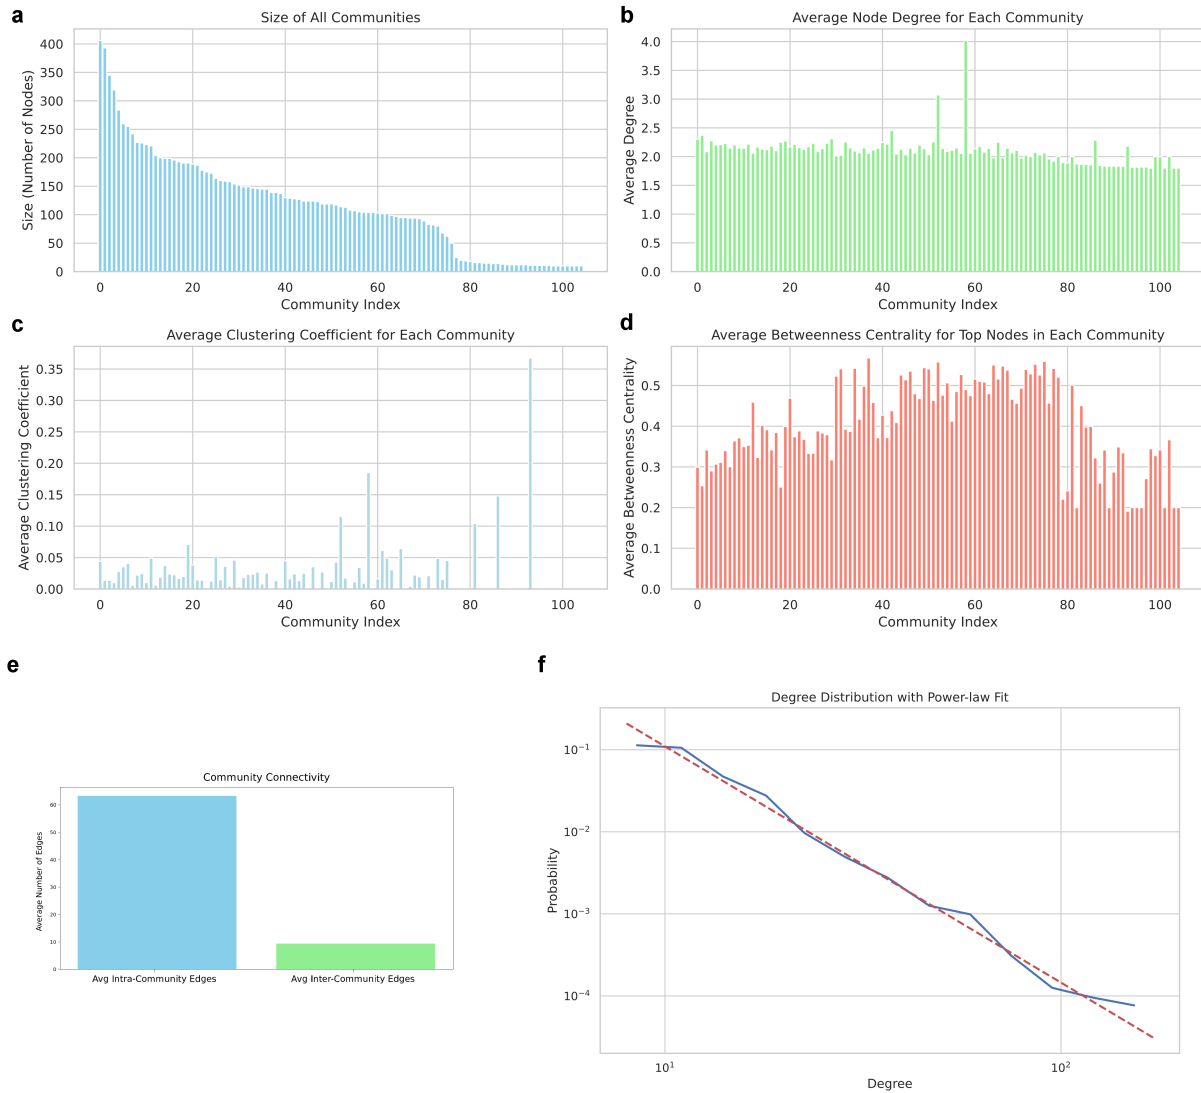 a
Size of All Communities
Size (Number of Nodes)
400
350
300
250
200
150
100
50
0
0 20 40 60 80 100
Community Index
b
Average Node Degree for Each Community
Average Degree
4.0
3.5
3.0
2.5
2.0
1.5
1.0
0.5
0.0
0 20 40 60 80 100
Community Index
c
Average Clustering Coefficient for Each Community
Average Clustering Coefficient
0.35
0.30
0.25
0.20
0.15
0.10
0.05
0.00
0 20 40 60 80 100
Community Index
d
Average Betweenness Centrality for Top Nodes in Each Community
Average Betweenness Centrality
0.5
0.4
0.3
0.2
0.1
0.0
0 20 40 60 80 100
Community Index
e
Community Connectivity
Average Number of Edges
60
50
40
30
20
10
0
Avg Intra-Community Edges Avg Inter-Community Edges
f
Degree Distribution with Power-law Fit
Probability
10⁻¹
10⁻²
10⁻³
10⁻⁴
10¹ 10²
Degree